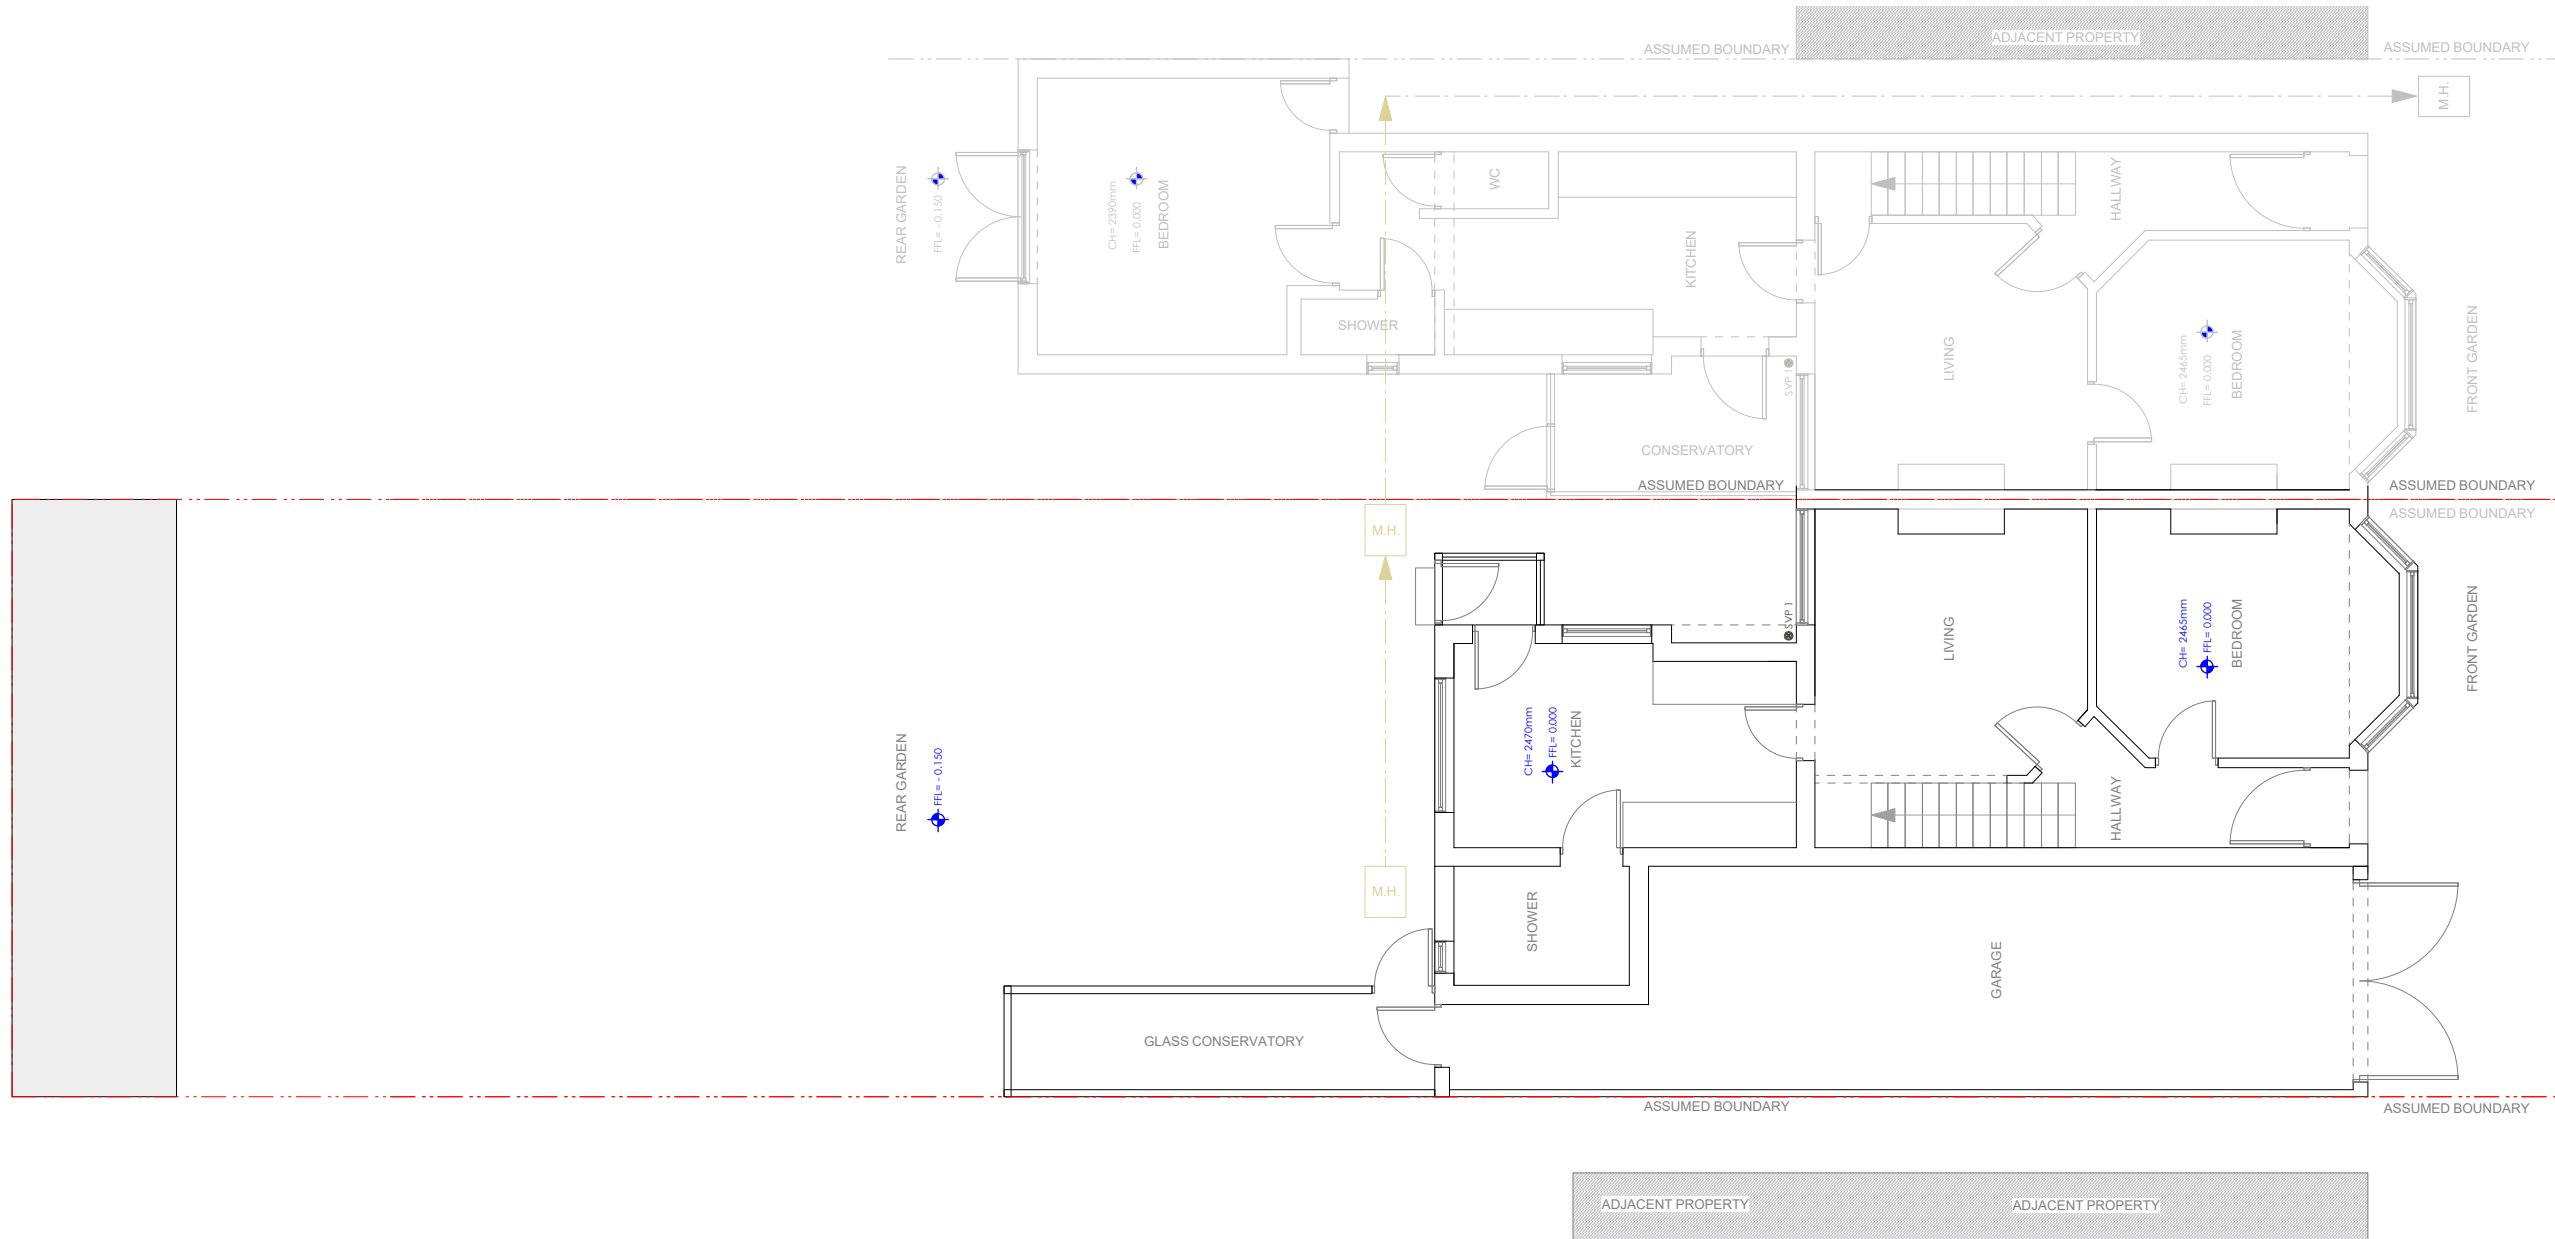 ADJACENT PROPERTY
ASSUMED BOUNDARY
ASSUMED BOUNDARY
M.H.
REAR GARDEN
FFL= - 0.150
CH= 2390mm
FFL= 0.000
BEDROOM
WC
KITCHEN
HALLWAY
SHOWER
LIVING
CH= 2465mm
FFL= 0.000
BEDROOM
FRONT GARDEN
SVP 1
CONSERVATORY
ASSUMED BOUNDARY
ASSUMED BOUNDARY
ASSUMED BOUNDARY
M.H.
SVP 1
LIVING
CH= 2465mm
FFL= 0.000
BEDROOM
FRONT GARDEN
REAR GARDEN
FFL= - 0.150
CH= 2470mm
FFL= 0.000
KITCHEN
HALLWAY
M.H.
SHOWER
GARAGE
GLASS CONSERVATORY
ASSUMED BOUNDARY
ASSUMED BOUNDARY
ADJACENT PROPERTY
ADJACENT PROPERTY